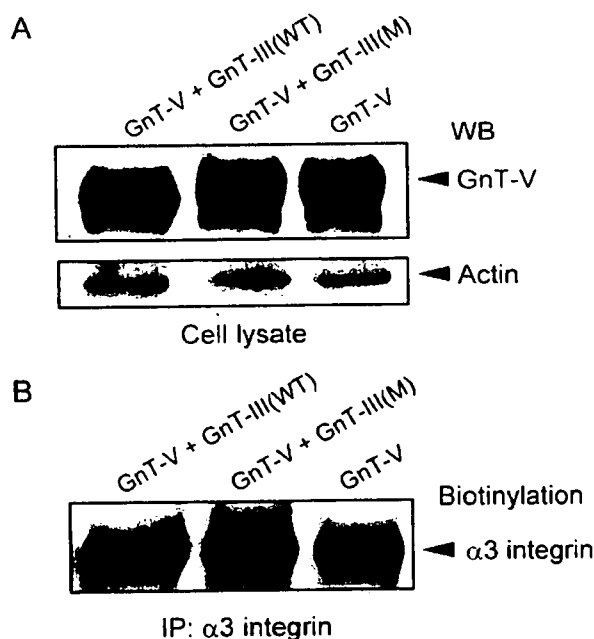 A
GnT-V + GnT-III(WT)
GnT-V + GnT-III(M)
GnT-V
WB
GnT-V
Actin
Cell lysate
B
GnT-V + GnT-III(WT)
GnT-V + GnT-III(M)
GnT-V
Biotinylation
α3 integrin
IP: α3 integrin